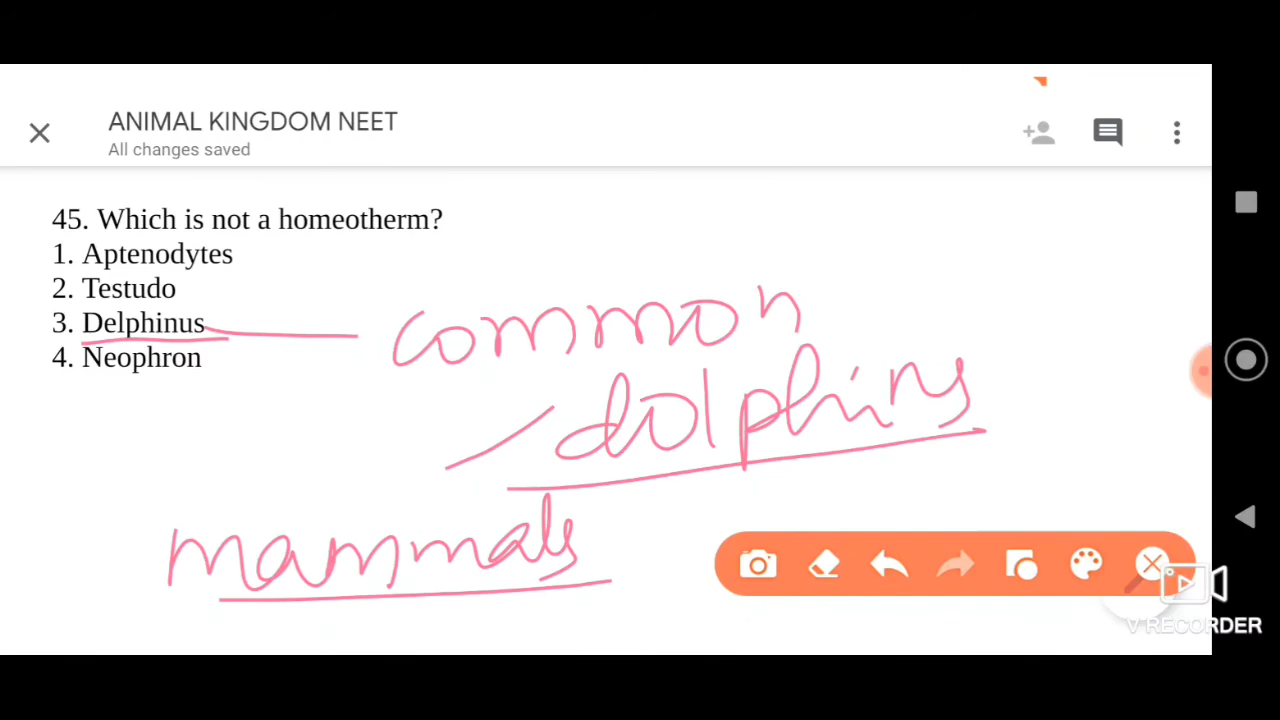 ANIMAL KINGDOM NEET
All changes saved
45. Which is not a homeotherm?
1. Aptenodytes
2. Testudo
3. Delphinus
4. Neophron
common
dolphins
mammals
V RECORDER